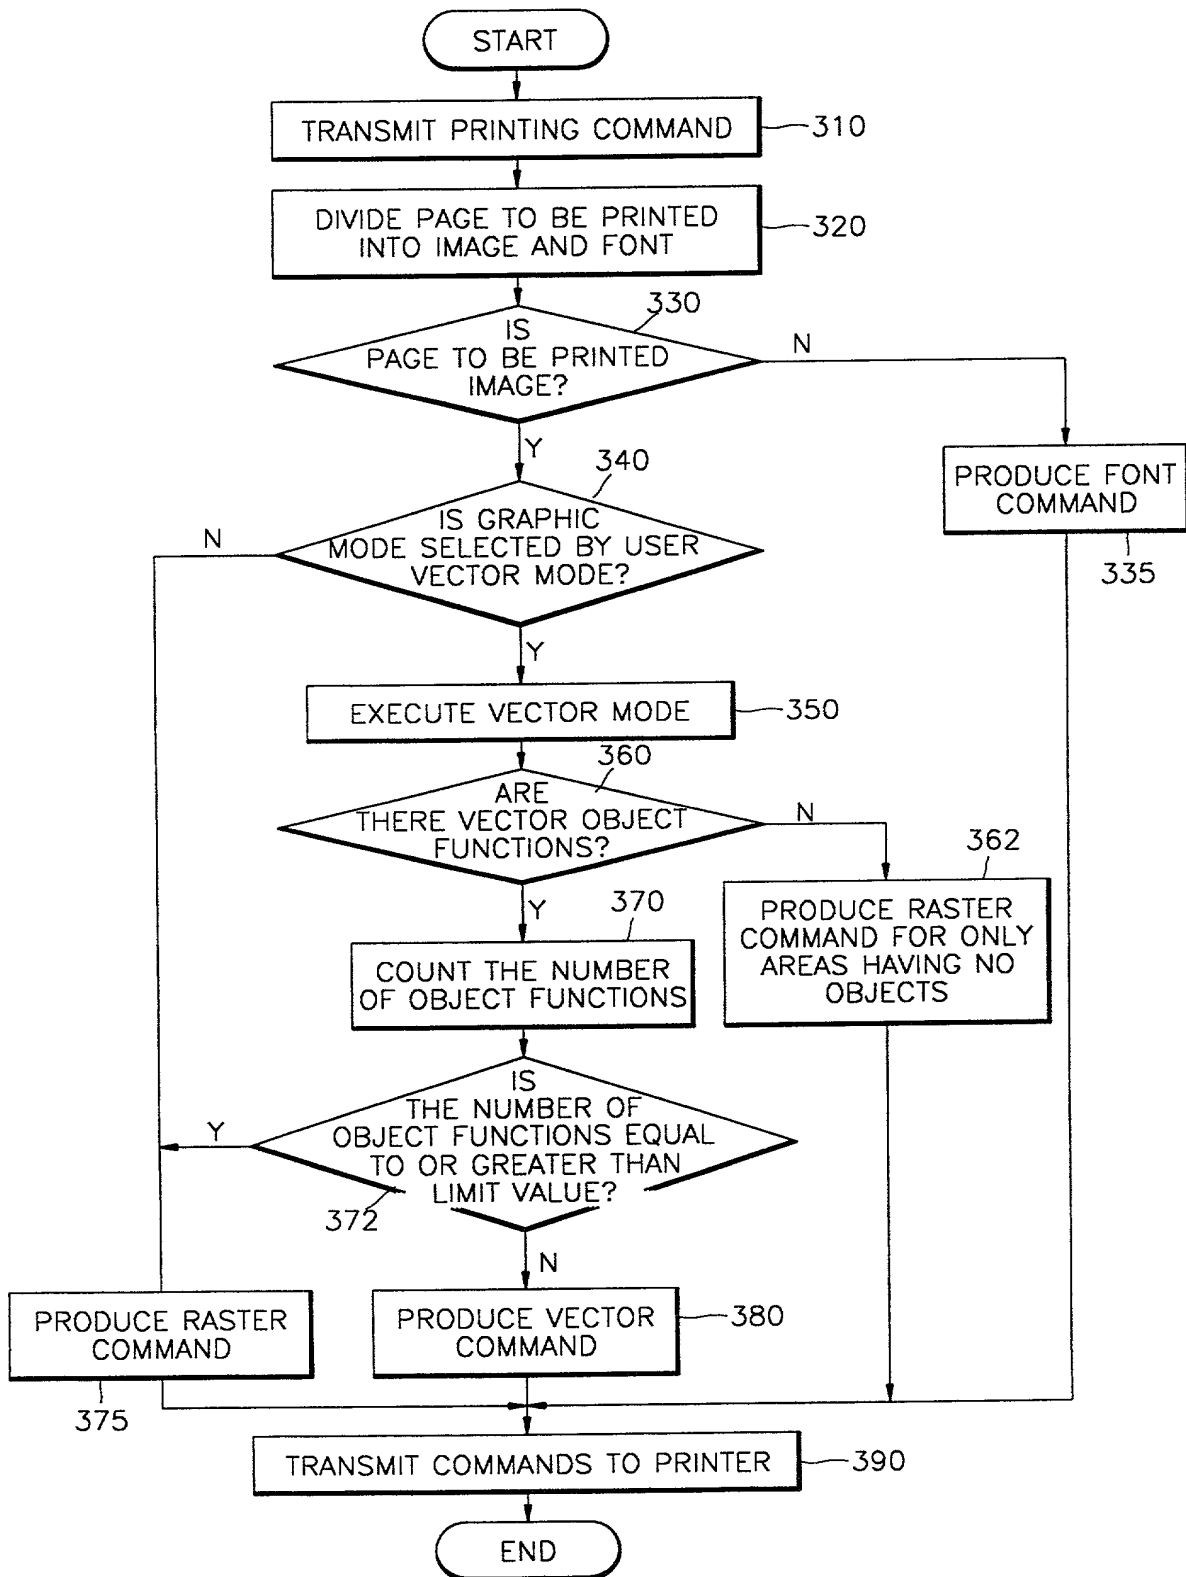 START
TRANSMIT PRINTING COMMAND
310
DIVIDE PAGE TO BE PRINTED
INTO IMAGE AND FONT
320
330
IS
PAGE TO BE PRINTED
IMAGE?
N
Y
PRODUCE FONT
COMMAND
335
340
IS GRAPHIC
MODE SELECTED BY USER
VECTOR MODE?
N
Y
EXECUTE VECTOR MODE
350
360
ARE
THERE VECTOR OBJECT
FUNCTIONS?
N
Y
362
PRODUCE RASTER
COMMAND FOR ONLY
AREAS HAVING NO
OBJECTS
370
COUNT THE NUMBER
OF OBJECT FUNCTIONS
IS
THE NUMBER OF
OBJECT FUNCTIONS EQUAL
TO OR GREATER THAN
LIMIT VALUE?
Y
372
N
PRODUCE RASTER
COMMAND
375
PRODUCE VECTOR
COMMAND
380
TRANSMIT COMMANDS TO PRINTER
390
END